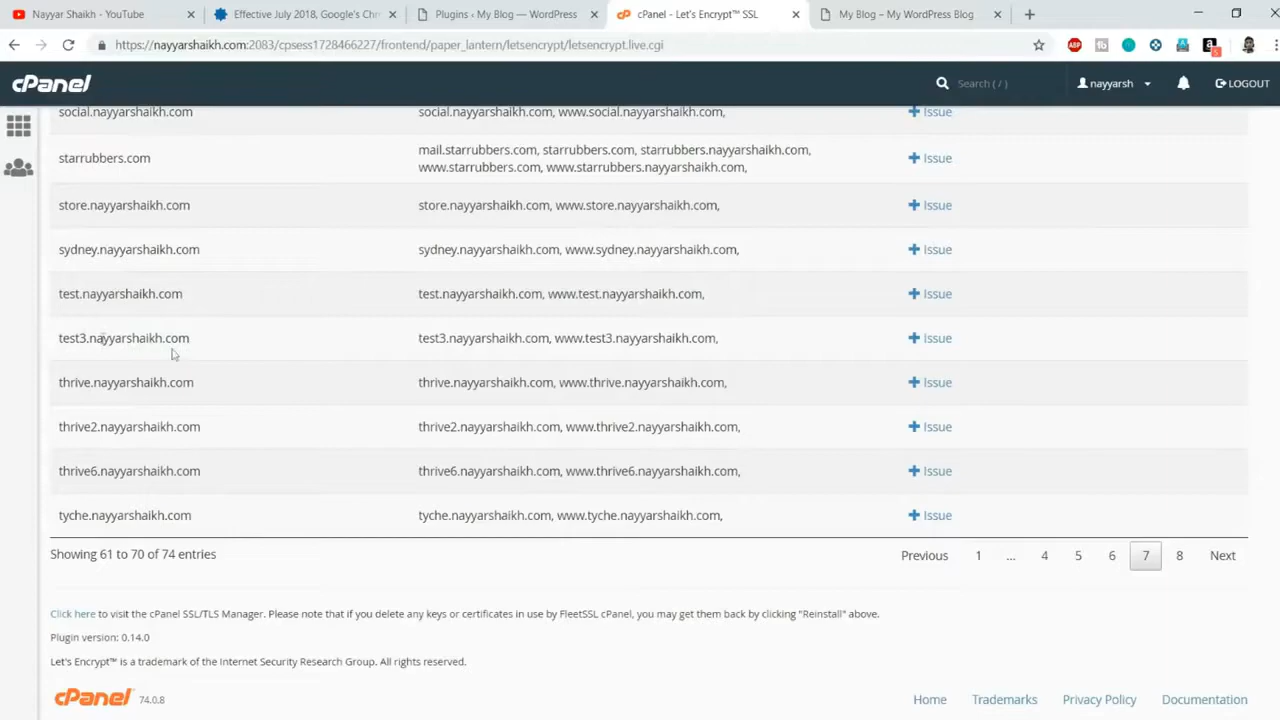 Nayyar Shaikh - YouTube
Effective July 2018, Google's Chr
Plugins ‹ My Blog — WordPress
cPanel - Let's Encrypt™ SSL
My Blog – My WordPress Blog
https://nayyarshaikh.com:2083/cpsess1728466227/frontend/paper_lantern/letsencrypt/letsencrypt.live.cgi
ABP
cPanel
Search ( / )
nayyarsh
LOGOUT
social.nayyarshaikh.com social.nayyarshaikh.com, www.social.nayyarshaikh.com, Issue
starrubbers.com mail.starrubbers.com, starrubbers.com, starrubbers.nayyarshaikh.com, Issue
www.starrubbers.com, www.starrubbers.nayyarshaikh.com,
store.nayyarshaikh.com store.nayyarshaikh.com, www.store.nayyarshaikh.com, Issue
sydney.nayyarshaikh.com sydney.nayyarshaikh.com, www.sydney.nayyarshaikh.com, Issue
test.nayyarshaikh.com test.nayyarshaikh.com, www.test.nayyarshaikh.com, Issue
test3.nayyarshaikh.com test3.nayyarshaikh.com, www.test3.nayyarshaikh.com, Issue
thrive.nayyarshaikh.com thrive.nayyarshaikh.com, www.thrive.nayyarshaikh.com, Issue
thrive2.nayyarshaikh.com thrive2.nayyarshaikh.com, www.thrive2.nayyarshaikh.com, Issue
thrive6.nayyarshaikh.com thrive6.nayyarshaikh.com, www.thrive6.nayyarshaikh.com, Issue
tyche.nayyarshaikh.com tyche.nayyarshaikh.com, www.tyche.nayyarshaikh.com, Issue
Showing 61 to 70 of 74 entries Previous 1 ... 4 5 6 7 8 Next
Click here to visit the cPanel SSL/TLS Manager. Please note that if you delete any keys or certificates in use by FleetSSL cPanel, you may get them back by clicking "Reinstall" above.
Plugin version: 0.14.0
Let's Encrypt™ is a trademark of the Internet Security Research Group. All rights reserved.
cPanel 74.0.8 Home Trademarks Privacy Policy Documentation